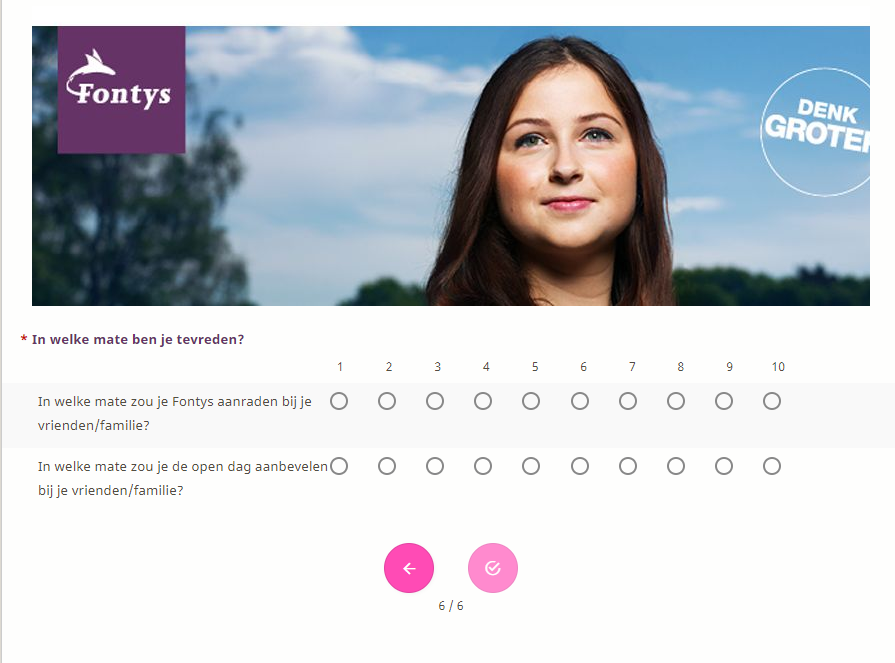 Fontys
DENK
GROTER
* In welke mate ben je tevreden?
1 2 3 4 5 6 7 8 9 10
In welke mate zou je Fontys aanraden bij je
vrienden/familie?
In welke mate zou je de open dag aanbevelen
bij je vrienden/familie?
6 / 6